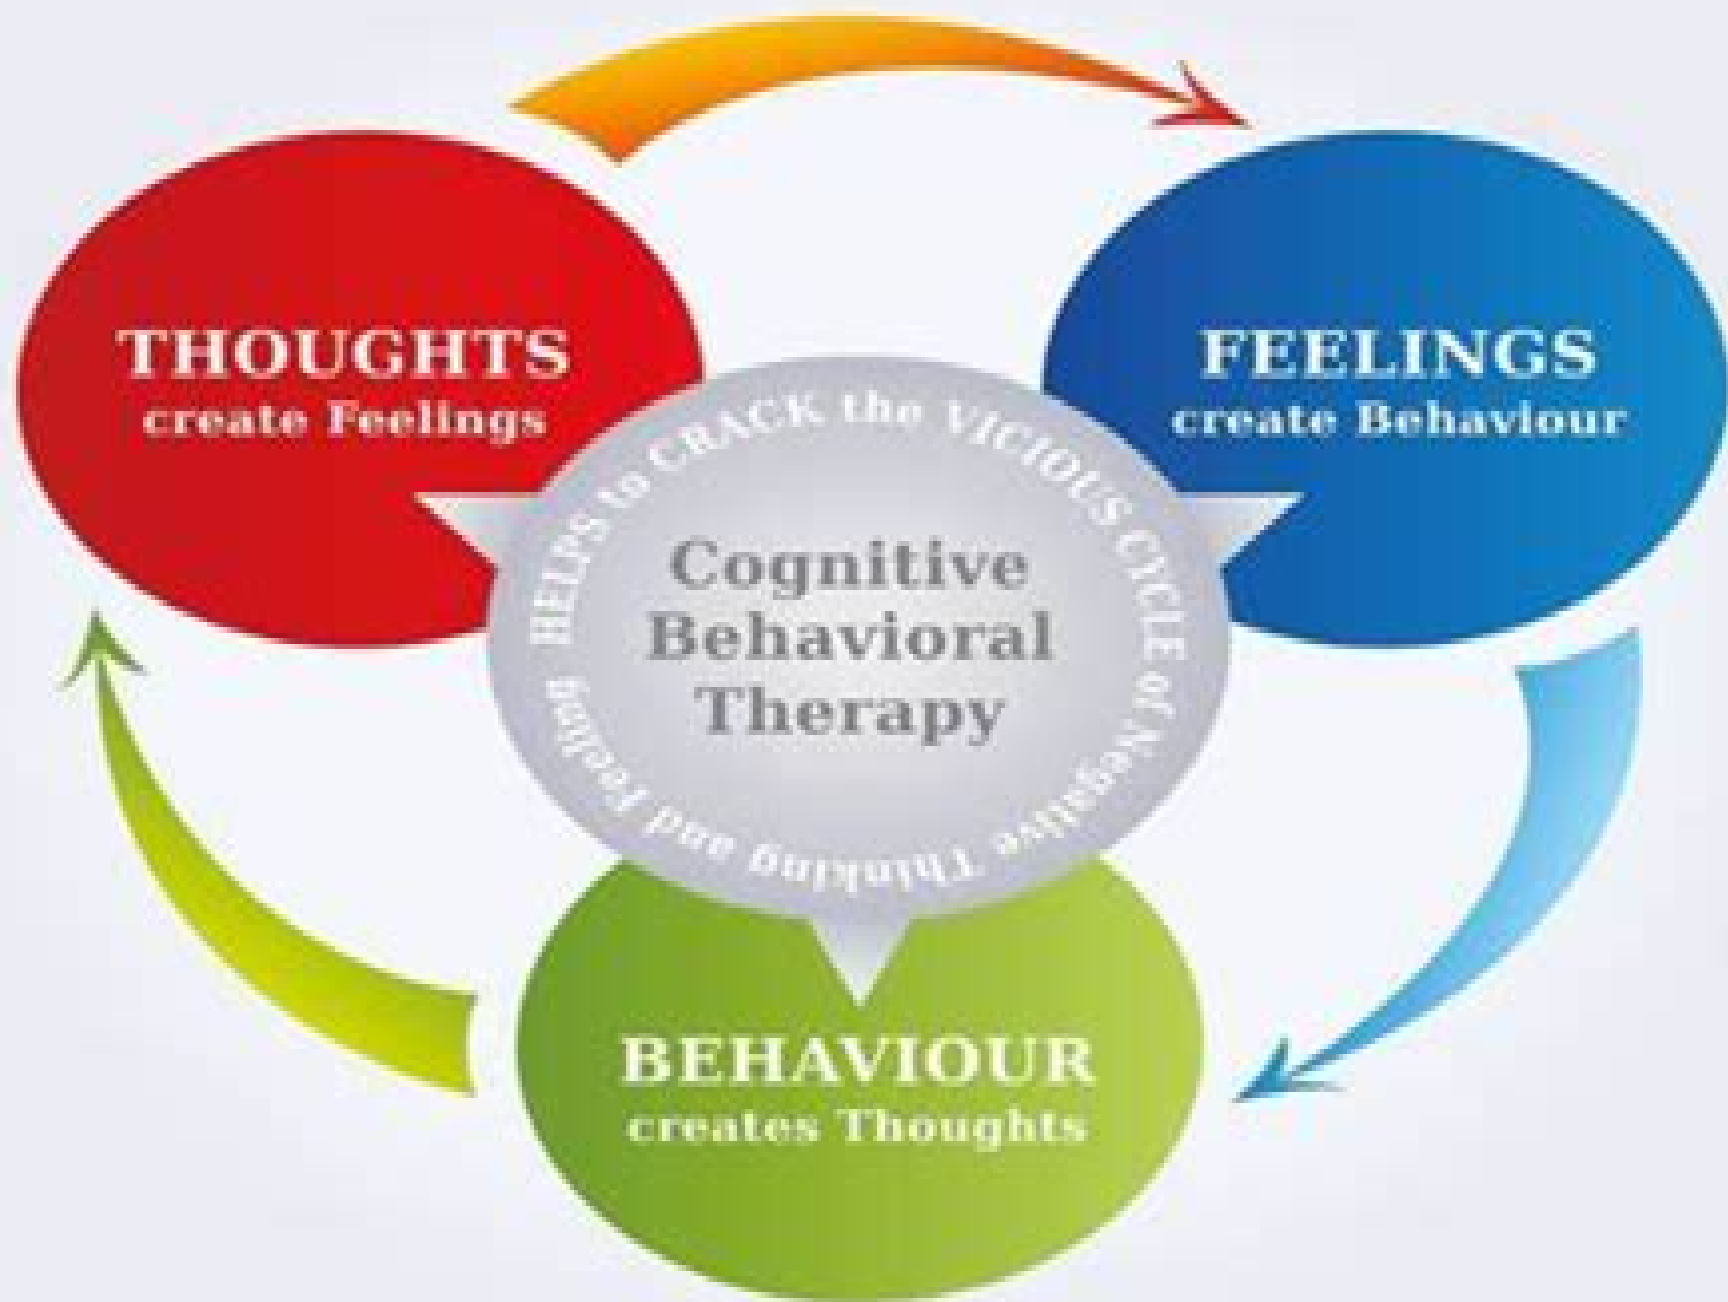 THOUGHTS
create Feelings
FEELINGS
create Behaviour
HELPS to CRACK the VICIOUS CYCLE of Negative Thinking and Feeling
Cognitive
Behavioral
Therapy
BEHAVIOUR
creates Thoughts